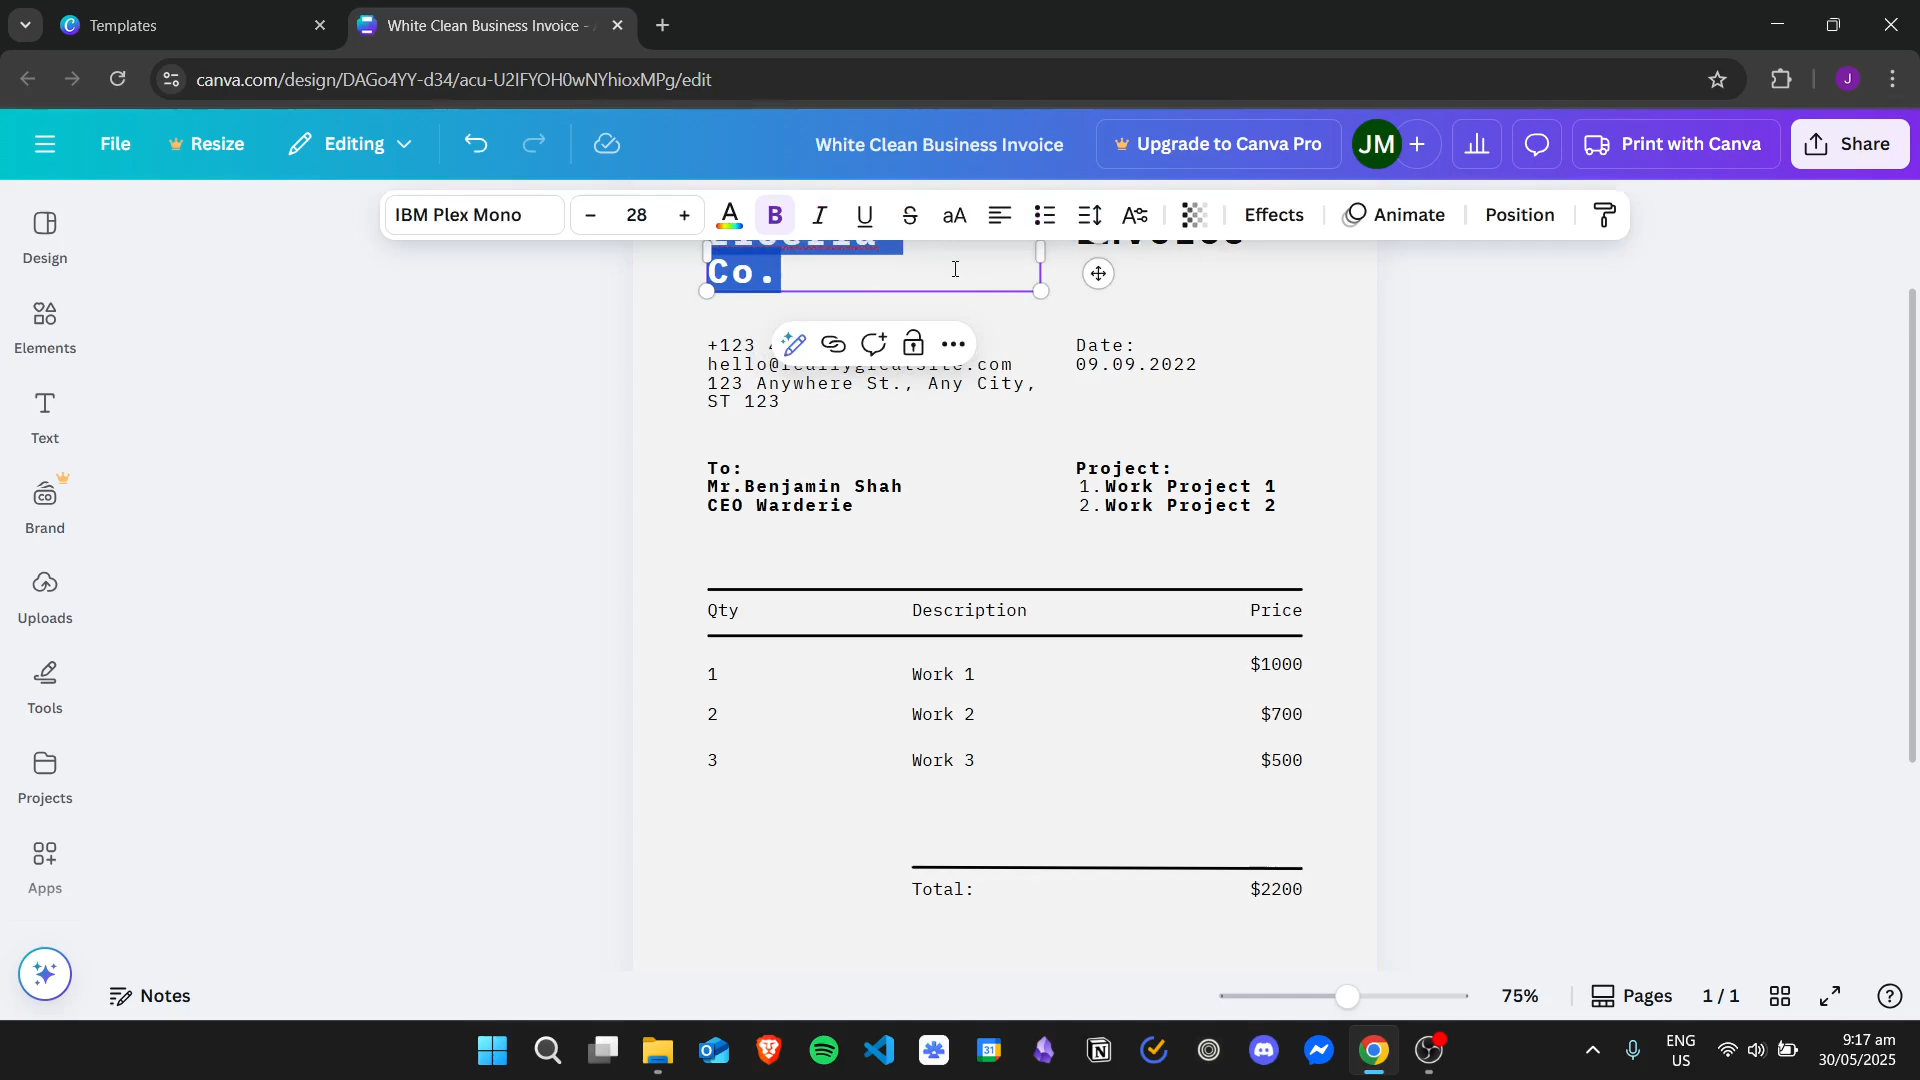 Templates
White Clean Business Invoice -
canva.com/design/DAGo4YY-d34/acu-U2IFYOH0wNYhioxMPg/edit
J
File
Resize
Editing
White Clean Business Invoice
Upgrade to Canva Pro
JM
Print with Canva
Share
IBM Plex Mono
28
A
B
I
U
S
aA
Effects
Animate
Position
Design
Elements
Text
Brand
Uploads
Tools
Projects
Apps
Liceria
Co.
Invoice
+123
hello@reallygreatsite.com
123 Anywhere St., Any City,
ST 123
Date:
09.09.2022
To:
Mr.Benjamin Shah
CEO Warderie
Project:
1.Work Project 1
2.Work Project 2
Qty Description Price
1 Work 1 $1000
2 Work 2 $700
3 Work 3 $500
Total: $2200
Notes
75%
Pages
1 / 1
ENG
US
9:17 am
30/05/2025